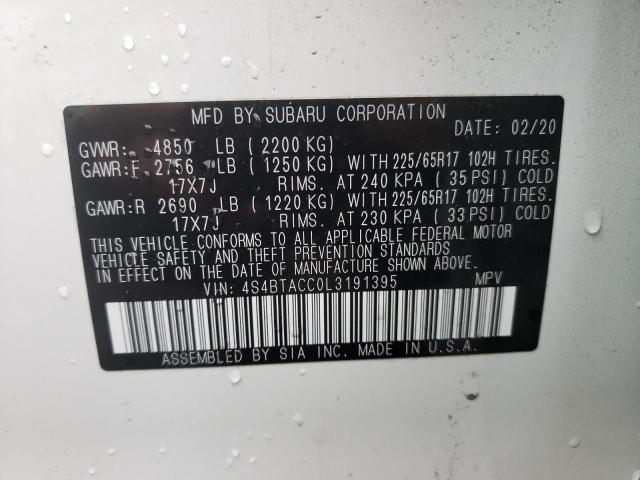 MFD BY SUBARU CORPORATION
DATE: 02/20
GVWR: 4850 LB (2200 KG)
GAWR:F 2756 LB (1250 KG) WITH 225/65R17 102H TIRES.
17X7J RIMS. AT 240 KPA (35 PSI) COLD
GAWR:R 2690 LB (1220 KG) WITH 225/65R17 102H TIRES.
17X7J RIMS. AT 230 KPA (33 PSI) COLD
THIS VEHICLE CONFORMS TO ALL APPLICABLE FEDERAL MOTOR
VEHICLE SAFETY AND THEFT PREVENTION STANDARDS
IN EFFECT ON THE DATE OF MANUFACTURE SHOWN ABOVE.
VIN: 4S4BTACC0L3191395 MPV
ASSEMBLED BY SIA INC. MADE IN U.S.A.